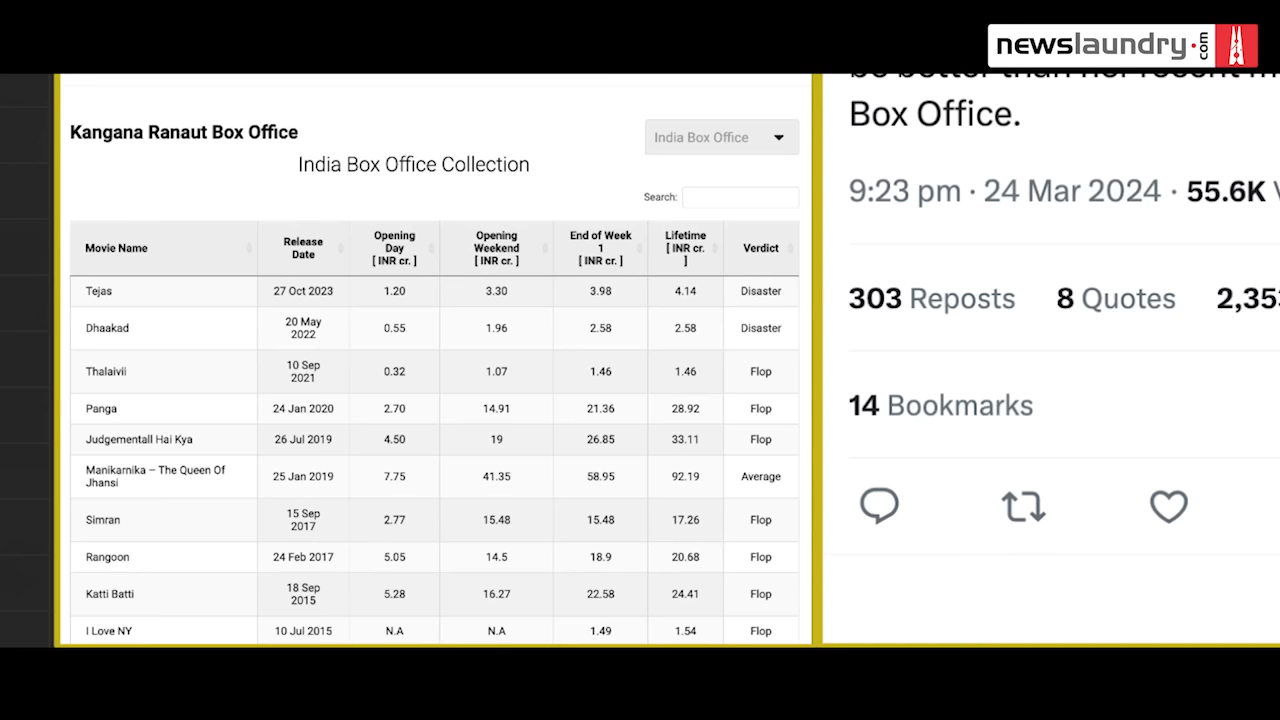 newslaundry.com
Kangana Ranaut Box Office
India Box Office
India Box Office Collection
Search:
Movie Name Release Date Opening Day [ INR cr. ] Opening Weekend [ INR cr. ] End of Week 1 [ INR cr. ] Lifetime [ INR cr. ] Verdict
Tejas 27 Oct 2023 1.20 3.30 3.98 4.14 Disaster
Dhaakad 20 May 2022 0.55 1.96 2.58 2.58 Disaster
Thalaivii 10 Sep 2021 0.32 1.07 1.46 1.46 Flop
Panga 24 Jan 2020 2.70 14.91 21.36 28.92 Flop
Judgementall Hai Kya 26 Jul 2019 4.50 19 26.85 33.11 Flop
Manikarnika – The Queen Of Jhansi 25 Jan 2019 7.75 41.35 58.95 92.19 Average
Simran 15 Sep 2017 2.77 15.48 15.48 17.26 Flop
Rangoon 24 Feb 2017 5.05 14.5 18.9 20.68 Flop
Katti Batti 18 Sep 2015 5.28 16.27 22.58 24.41 Flop
I Love NY 10 Jul 2015 N.A N.A 1.49 1.54 Flop
be better than her recent
Box Office.
9:23 pm · 24 Mar 2024 · 55.6K
303 Reposts 8 Quotes 2,353
14 Bookmarks